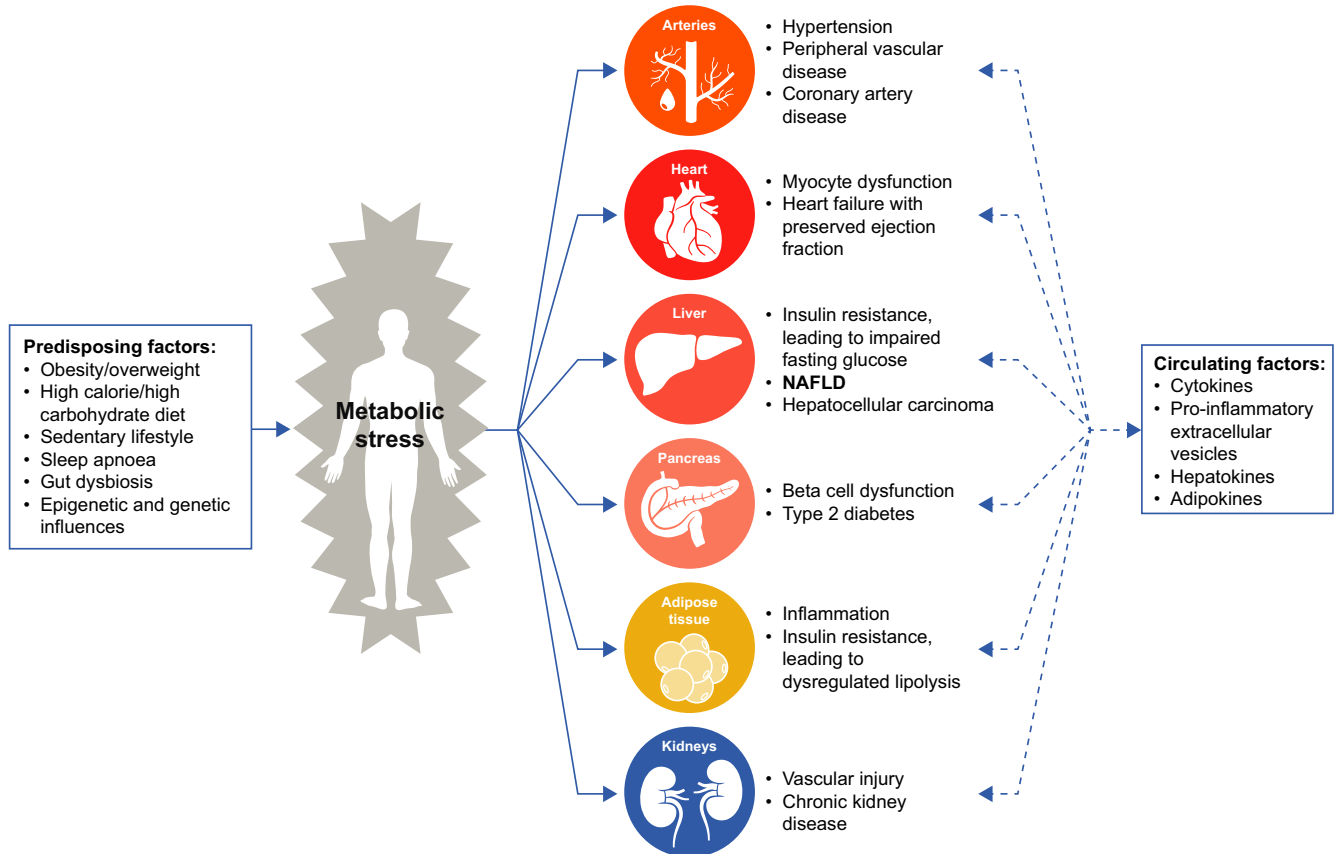 Predisposing factors:
• Obesity/overweight
• High calorie/high
carbohydrate diet
• Sedentary lifestyle
• Sleep apnoea
• Gut dysbiosis
• Epigenetic and genetic
influences
Metabolic
stress
Arteries
• Hypertension
• Peripheral vascular
disease
• Coronary artery
disease
Heart
• Myocyte dysfunction
• Heart failure with
preserved ejection
fraction
Liver
• Insulin resistance,
leading to impaired
fasting glucose
• NAFLD
• Hepatocellular carcinoma
Pancreas
• Beta cell dysfunction
• Type 2 diabetes
Adipose
tissue
• Inflammation
• Insulin resistance,
leading to
dysregulated lipolysis
Kidneys
• Vascular injury
• Chronic kidney
disease
Circulating factors:
• Cytokines
• Pro-inflammatory
extracellular
vesicles
• Hepatokines
• Adipokines